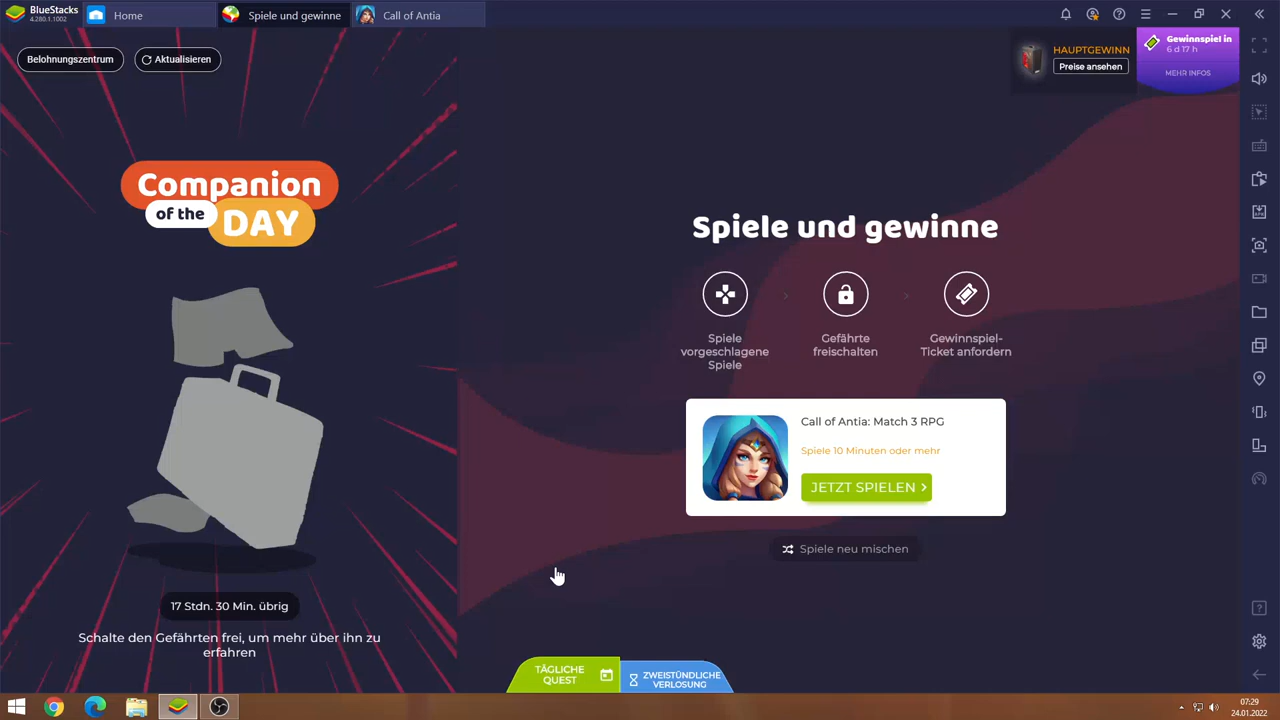 BlueStacks
4.280.1.1002
Home
Spiele und gewinne
Call of Antia
Belohnungszentrum
Aktualisieren
HAUPTGEWINN
Preise ansehen
Gewinnspiel in
6 d 17 h
MEHR INFOS
Companion
of the DAY
Spiele und gewinne
Spiele
vorgeschlagene
Spiele
Gefährte
freischalten
Gewinnspiel-
Ticket anfordern
Call of Antia: Match 3 RPG
Spiele 10 Minuten oder mehr
JETZT SPIELEN
Spiele neu mischen
17 Stdn. 30 Min. übrig
Schalte den Gefährten frei, um mehr über ihn zu
erfahren
TÄGLICHE
QUEST
ZWEISTÜNDLICHE
VERLOSUNG
07:29
24.01.2022